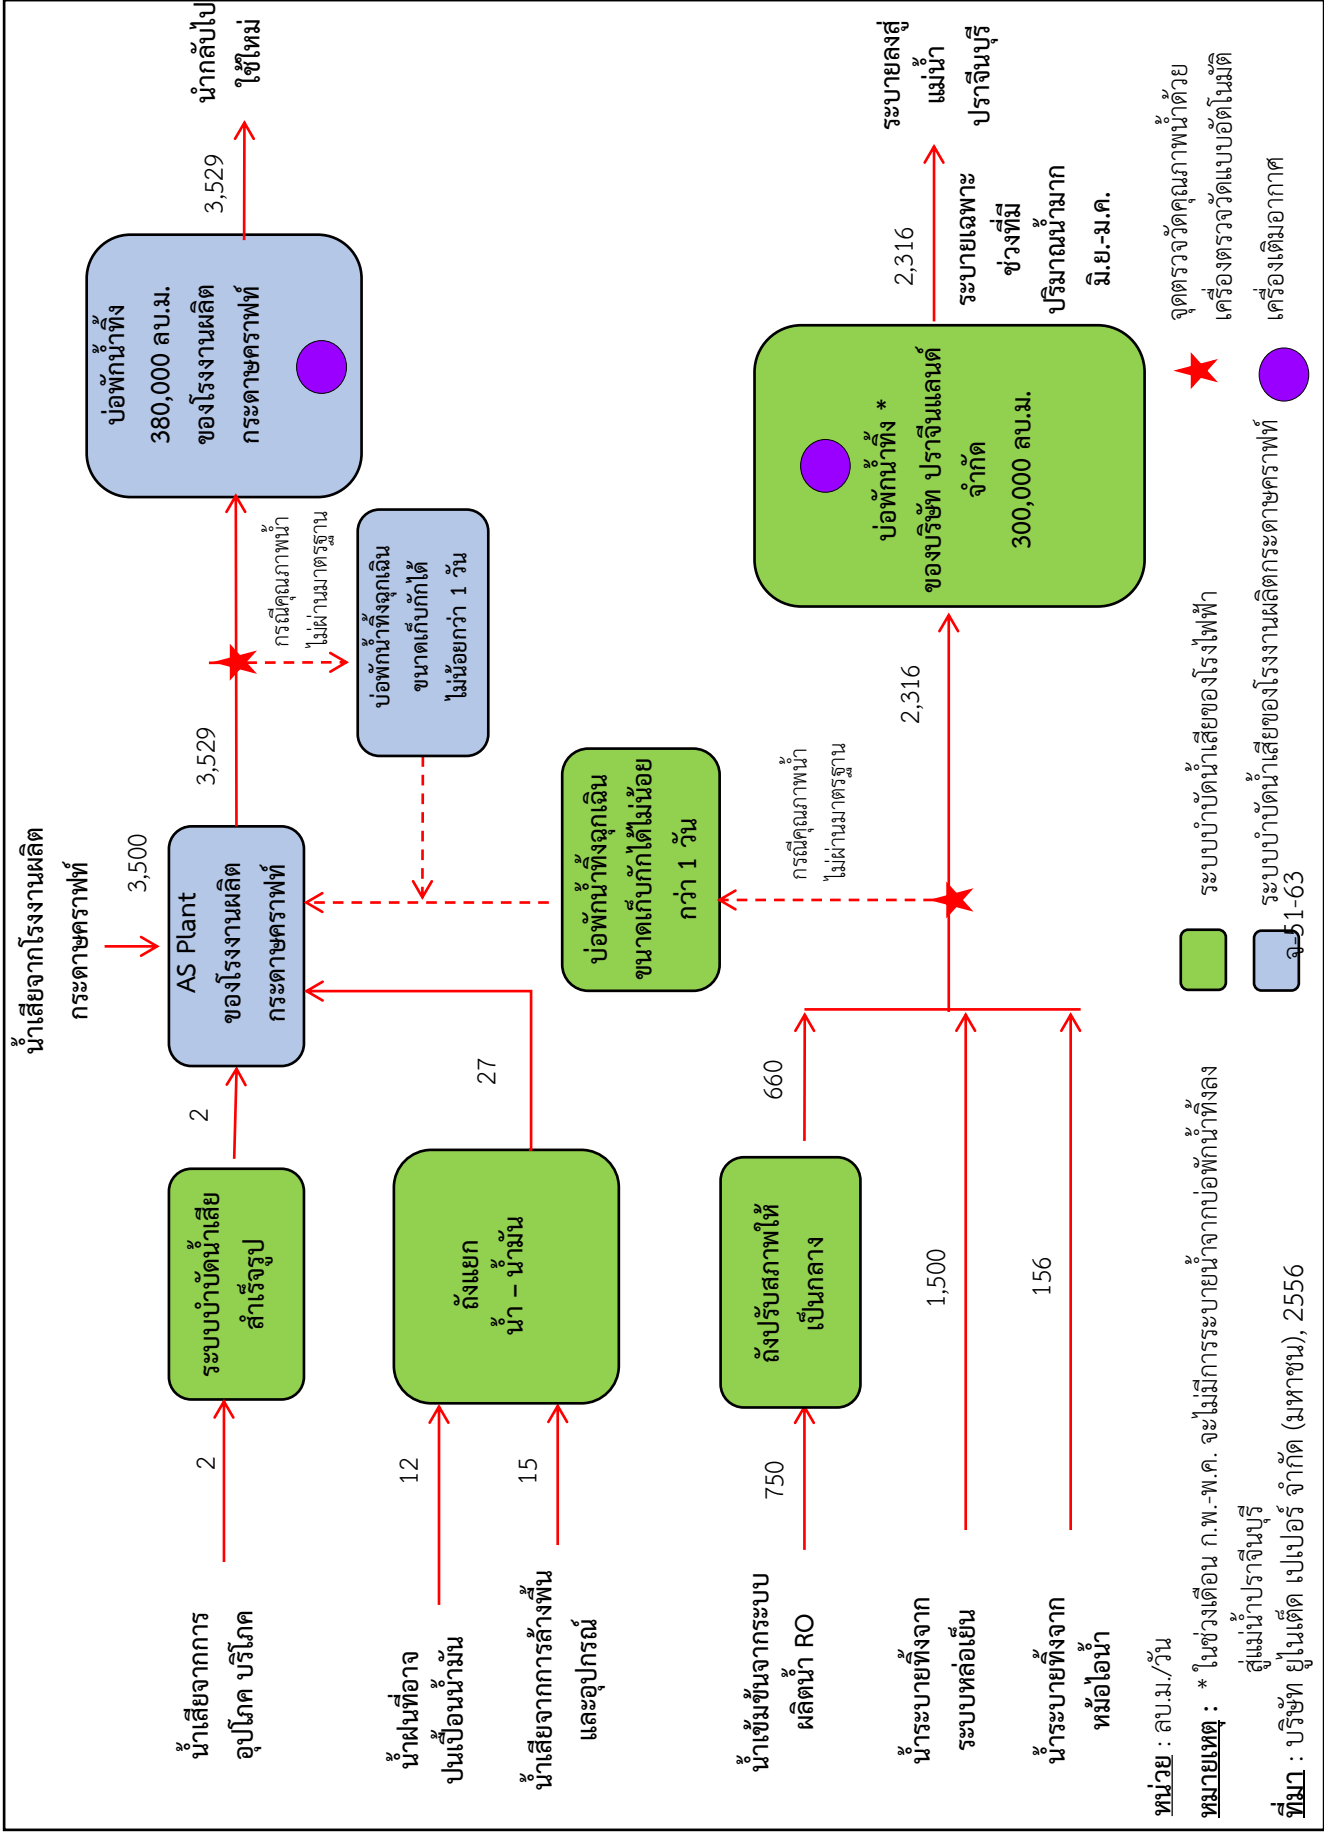 น้ำเสียจากโรงงานผลิต
กระดาษคราฟท์
3,500
น้ำเสียจากการ
อุปโภค บริโภค
2
ระบบบำบัดน้ำเสีย
สำเร็จรูป
2
AS Plant
ของโรงงานผลิต
กระดาษคราฟท์
3,529
กรณีคุณภาพน้ำ
ไม่ผ่านมาตรฐาน
บ่อพักน้ำทิ้ง
380,000 ลบ.ม.
ของโรงงานผลิต
กระดาษคราฟท์
3,529
นำกลับไป
ใช้ใหม่
น้ำฝนที่อาจ
ปนเปื้อนน้ำมัน
12
น้ำเสียจากการล้างพื้น
และอุปกรณ์
15
ถังแยก
น้ำ – น้ำมัน
27
บ่อพักน้ำทิ้งฉุกเฉิน
ขนาดเก็บกักได้
ไม่น้อยกว่า 1 วัน
บ่อพักน้ำทิ้งฉุกเฉิน
ขนาดเก็บกักได้ไม่น้อย
กว่า 1 วัน
น้ำเข้มข้นจากระบบ
ผลิตน้ำ RO
750
ถังปรับสภาพให้
เป็นกลาง
660
กรณีคุณภาพน้ำ
ไม่ผ่านมาตรฐาน
น้ำระบายทิ้งจาก
ระบบหล่อเย็น
1,500
น้ำระบายทิ้งจาก
หม้อไอน้ำ
156
2,316
บ่อพักน้ำทิ้ง *
ของบริษัท ปราจีนแลนด์
จำกัด
300,000 ลบ.ม.
2,316
ระบายลงสู่
แม่น้ำ
ปราจีนบุรี
ระบายเฉพาะ
ช่วงที่มี
ปริมาณน้ำมาก
มิ.ย.-ม.ค.
หน่วย : ลบ.ม./วัน
หมายเหตุ : * ในช่วงเดือน ก.พ.-พ.ค. จะไม่มีการระบายน้ำจากบ่อพักน้ำทิ้งลง
สู่แม่น้ำปราจีนบุรี
ที่มา : บริษัท ยูไนเต็ด เปเปอร์ จำกัด (มหาชน), 2556
ระบบบำบัดน้ำเสียของโรงไฟฟ้า
ระบบบำบัดน้ำเสียของโรงงานผลิตกระดาษคราฟท์
จุดตรวจวัดคุณภาพน้ำด้วย
เครื่องตรวจวัดแบบอัตโนมัติ
เครื่องเติมอากาศ
จ-51-63